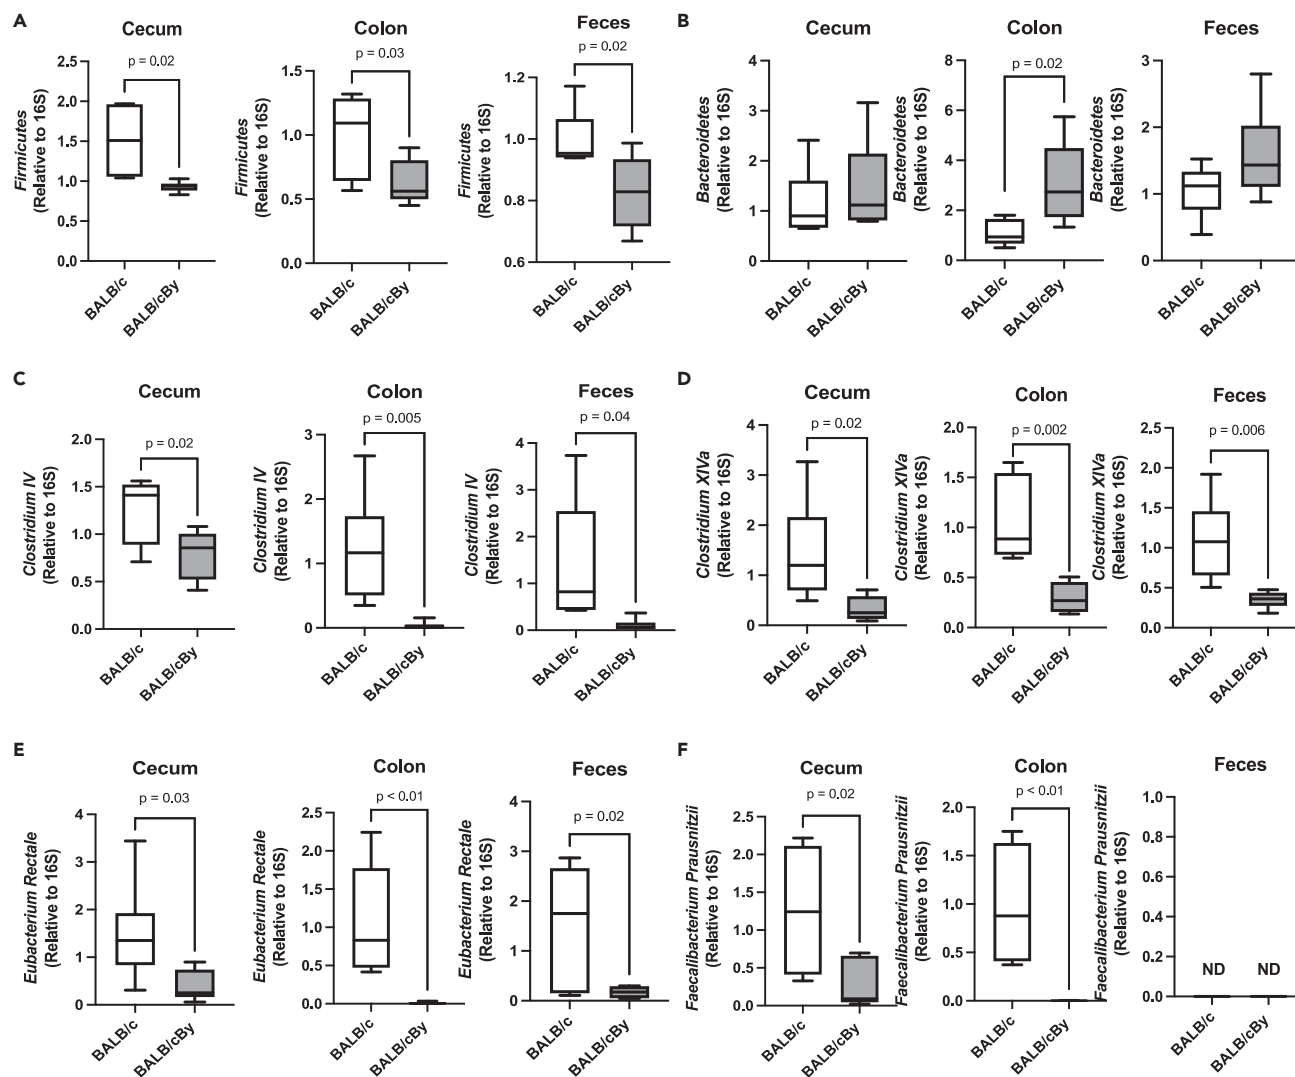 A
Cecum
p = 0.02
Firmicutes
(Relative to 16S)
2.5
2.0
1.5
1.0
0.5
0.0
BALB/c
BALB/cBy
Colon
p = 0.03
Firmicutes
(Relative to 16S)
1.5
1.0
0.5
0.0
BALB/c
BALB/cBy
Feces
p = 0.02
Firmicutes
(Relative to 16S)
1.2
1.0
0.8
0.6
BALB/c
BALB/cBy
B
Cecum
Bacteroidetes
(Relative to 16S)
4
3
2
1
0
BALB/c
BALB/cBy
Colon
p = 0.02
Bacteroidetes
(Relative to 16S)
8
6
4
2
0
BALB/c
BALB/cBy
Feces
Bacteroidetes
(Relative to 16S)
3
2
1
0
BALB/c
BALB/cBy
C
Cecum
p = 0.02
Clostridium IV
(Relative to 16S)
2.0
1.5
1.0
0.5
0.0
BALB/c
BALB/cBy
Colon
p = 0.005
Clostridium IV
(Relative to 16S)
3
2
1
0
BALB/c
BALB/cBy
Feces
p = 0.04
Clostridium IV
(Relative to 16S)
4
3
2
1
0
BALB/c
BALB/cBy
D
Cecum
p = 0.02
Clostridium XIVa
(Relative to 16S)
4
3
2
1
0
BALB/c
BALB/cBy
Colon
p = 0.002
Clostridium XIVa
(Relative to 16S)
2.0
1.5
1.0
0.5
0.0
BALB/c
BALB/cBy
Feces
p = 0.006
Clostridium XIVa
(Relative to 16S)
2.5
2.0
1.5
1.0
0.5
0.0
BALB/c
BALB/cBy
E
Cecum
p = 0.03
Eubacterium Rectale
(Relative to 16S)
4
3
2
1
0
BALB/c
BALB/cBy
Colon
p < 0.01
Eubacterium Rectale
(Relative to 16S)
2.5
2.0
1.5
1.0
0.5
0.0
BALB/c
BALB/cBy
Feces
p = 0.02
Eubacterium Rectale
(Relative to 16S)
4
3
2
1
0
BALB/c
BALB/cBy
F
Cecum
p = 0.02
Faecalibacterium Prausnitzii
(Relative to 16S)
2.5
2.0
1.5
1.0
0.5
0.0
BALB/c
BALB/cBy
Colon
p < 0.01
Faecalibacterium Prausnitzii
(Relative to 16S)
2.0
1.5
1.0
0.5
0.0
BALB/c
BALB/cBy
Feces
Faecalibacterium Prausnitzii
(Relative to 16S)
1.0
0.8
0.6
0.4
0.2
0.0
ND
ND
BALB/c
BALB/cBy